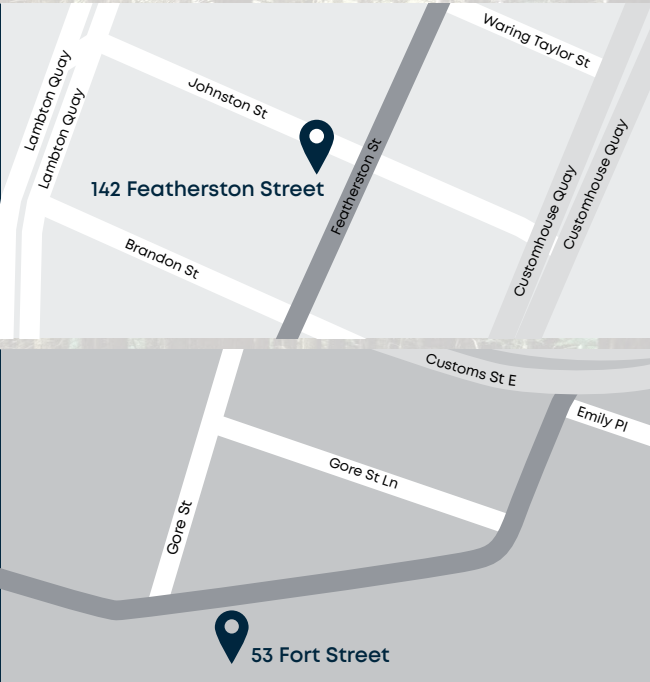 Waring Taylor St
Lambton Quay
Lambton Quay
Johnston St
142 Featherston Street
Featherston St
Customhouse Quay
Customhouse Quay
Brandon St
Customs St E
Emily Pl
Gore St Ln
Gore St
53 Fort Street